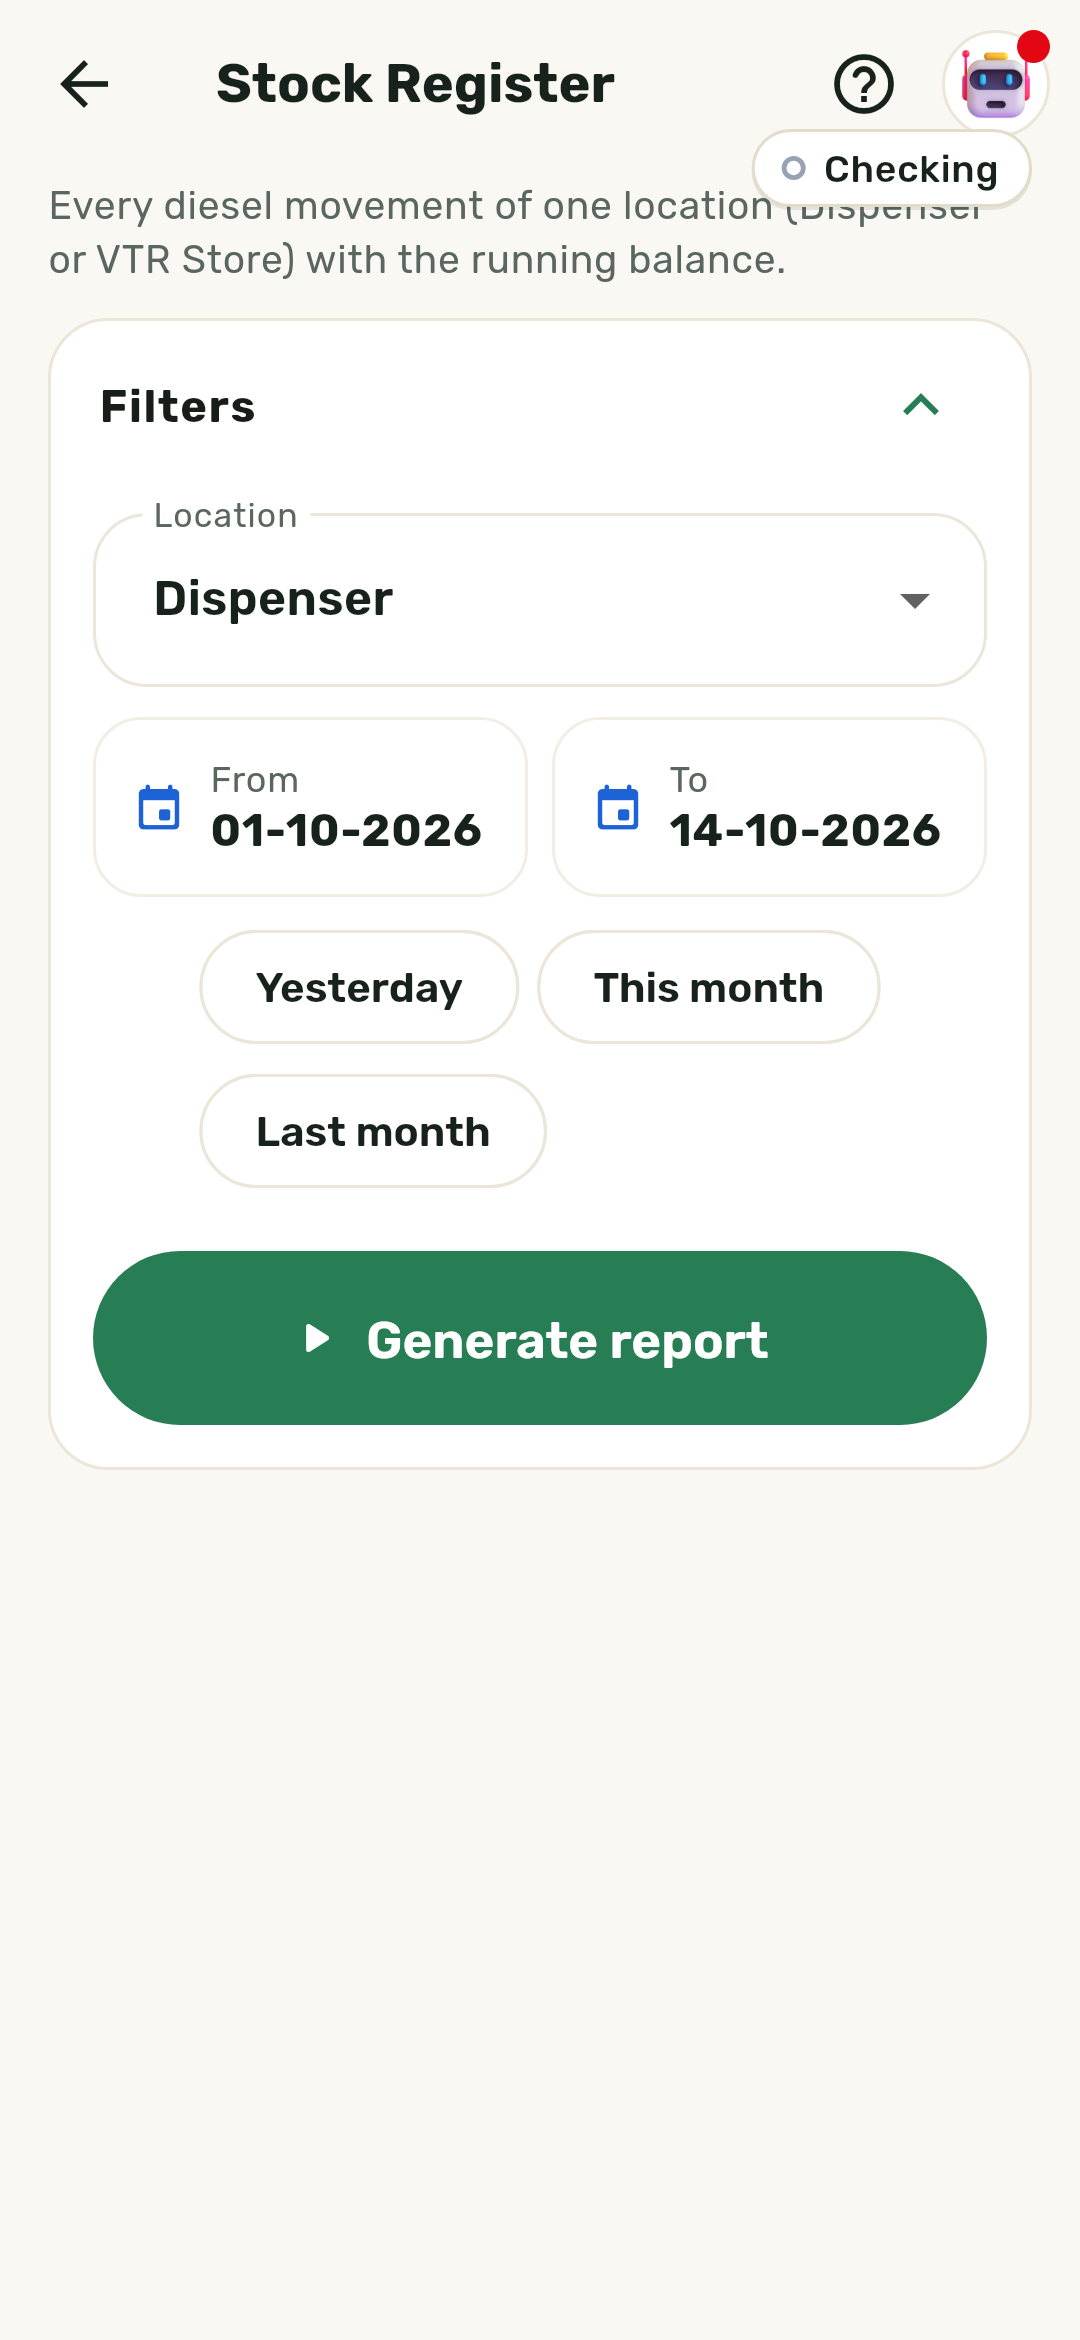 Stock Register
Checking
Every diesel movement of one location (Dispenser
or VTR Store) with the running balance.
Filters
Location
Dispenser
From
01-10-2026
To
14-10-2026
Yesterday
This month
Last month
Generate report